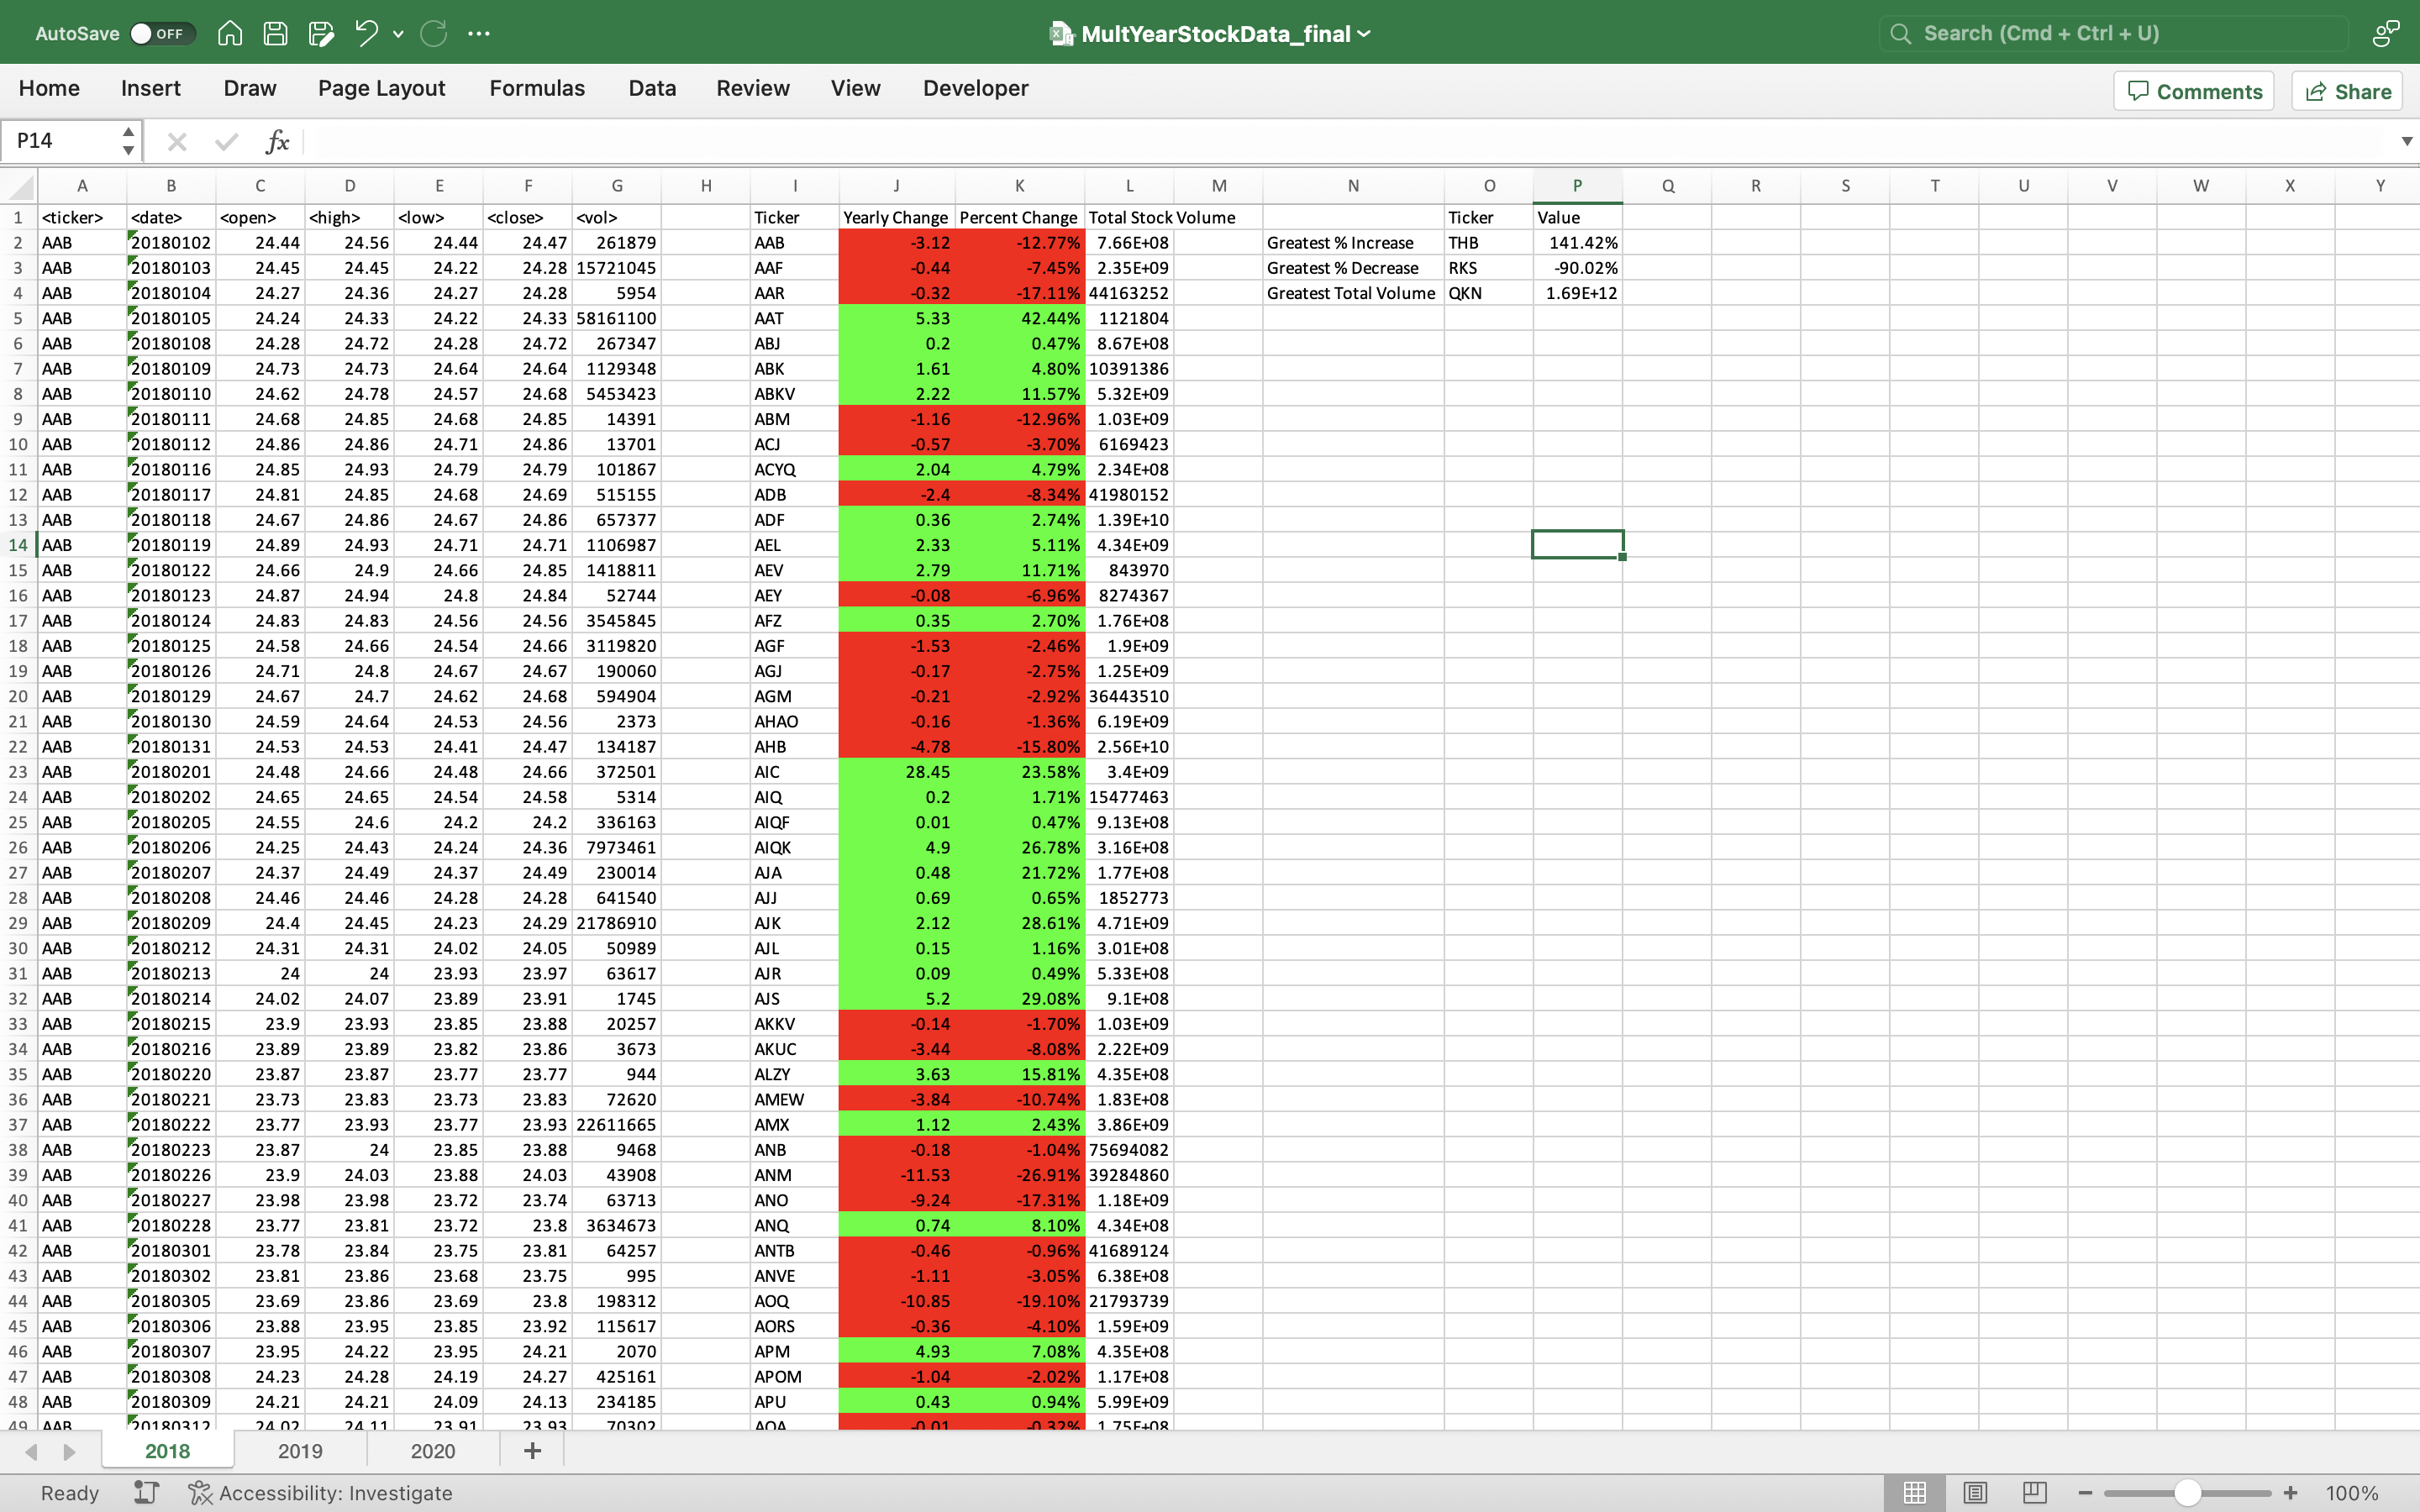 AutoSave OFF MultYearStockData_final Search (Cmd + Ctrl + U)
Home Insert Draw Page Layout Formulas Data Review View Developer Comments Share
P14 fx
A B C D E F G H I J K L M N O P Q R S T U V W X Y
1 <ticker> <date> <open> <high> <low> <close> <vol> Ticker Yearly Change Percent Change Total Stock Volume Ticker Value
2 AAB 20180102 24.44 24.56 24.44 24.47 261879 AAB -3.12 -12.77% 7.66E+08 Greatest % Increase THB 141.42%
3 AAB 20180103 24.45 24.45 24.22 24.28 15721045 AAF -0.44 -7.45% 2.35E+09 Greatest % Decrease RKS -90.02%
4 AAB 20180104 24.27 24.36 24.27 24.28 5954 AAR -0.32 -17.11% 44163252 Greatest Total Volume QKN 1.69E+12
5 AAB 20180105 24.24 24.33 24.22 24.33 58161100 AAT 5.33 42.44% 1121804
6 AAB 20180108 24.28 24.72 24.28 24.72 267347 ABJ 0.2 0.47% 8.67E+08
7 AAB 20180109 24.73 24.73 24.64 24.64 1129348 ABK 1.61 4.80% 10391386
8 AAB 20180110 24.62 24.78 24.57 24.68 5453423 ABKV 2.22 11.57% 5.32E+09
9 AAB 20180111 24.68 24.85 24.68 24.85 14391 ABM -1.16 -12.96% 1.03E+09
10 AAB 20180112 24.86 24.86 24.71 24.86 13701 ACJ -0.57 -3.70% 6169423
11 AAB 20180116 24.85 24.93 24.79 24.79 101867 ACYQ 2.04 4.79% 2.34E+08
12 AAB 20180117 24.81 24.85 24.68 24.69 515155 ADB -2.4 -8.34% 41980152
13 AAB 20180118 24.67 24.86 24.67 24.86 657377 ADF 0.36 2.74% 1.39E+10
14 AAB 20180119 24.89 24.93 24.71 24.71 1106987 AEL 2.33 5.11% 4.34E+09
15 AAB 20180122 24.66 24.9 24.66 24.85 1418811 AEV 2.79 11.71% 843970
16 AAB 20180123 24.87 24.94 24.8 24.84 52744 AEY -0.08 -6.96% 8274367
17 AAB 20180124 24.83 24.83 24.56 24.56 3545845 AFZ 0.35 2.70% 1.76E+08
18 AAB 20180125 24.58 24.66 24.54 24.66 3119820 AGF -1.53 -2.46% 1.9E+09
19 AAB 20180126 24.71 24.8 24.67 24.67 190060 AGJ -0.17 -2.75% 1.25E+09
20 AAB 20180129 24.67 24.7 24.62 24.68 594904 AGM -0.21 -2.92% 36443510
21 AAB 20180130 24.59 24.64 24.53 24.56 2373 AHAO -0.16 -1.36% 6.19E+09
22 AAB 20180131 24.53 24.53 24.41 24.47 134187 AHB -4.78 -15.80% 2.56E+10
23 AAB 20180201 24.48 24.66 24.48 24.66 372501 AIC 28.45 23.58% 3.4E+09
24 AAB 20180202 24.65 24.65 24.54 24.58 5314 AIQ 0.2 1.71% 15477463
25 AAB 20180205 24.55 24.6 24.2 24.2 336163 AIQF 0.01 0.47% 9.13E+08
26 AAB 20180206 24.25 24.43 24.24 24.36 7973461 AIQK 4.9 26.78% 3.16E+08
27 AAB 20180207 24.37 24.49 24.37 24.49 230014 AJA 0.48 21.72% 1.77E+08
28 AAB 20180208 24.46 24.46 24.28 24.28 641540 AJJ 0.69 0.65% 1852773
29 AAB 20180209 24.4 24.45 24.23 24.29 21786910 AJK 2.12 28.61% 4.71E+09
30 AAB 20180212 24.31 24.31 24.02 24.05 50989 AJL 0.15 1.16% 3.01E+08
31 AAB 20180213 24 24 23.93 23.97 63617 AJR 0.09 0.49% 5.33E+08
32 AAB 20180214 24.02 24.07 23.89 23.91 1745 AJS 5.2 29.08% 9.1E+08
33 AAB 20180215 23.9 23.93 23.85 23.88 20257 AKKV -0.14 -1.70% 1.03E+09
34 AAB 20180216 23.89 23.89 23.82 23.86 3673 AKUC -3.44 -8.08% 2.22E+09
35 AAB 20180220 23.87 23.87 23.77 23.77 944 ALZY 3.63 15.81% 4.35E+08
36 AAB 20180221 23.73 23.83 23.73 23.83 72620 AMEW -3.84 -10.74% 1.83E+08
37 AAB 20180222 23.77 23.93 23.77 23.93 22611665 AMX 1.12 2.43% 3.86E+09
38 AAB 20180223 23.87 24 23.85 23.88 9468 ANB -0.18 -1.04% 75694082
39 AAB 20180226 23.9 24.03 23.88 24.03 43908 ANM -11.53 -26.91% 39284860
40 AAB 20180227 23.98 23.98 23.72 23.74 63713 ANO -9.24 -17.31% 1.18E+09
41 AAB 20180228 23.77 23.81 23.72 23.8 3634673 ANQ 0.74 8.10% 4.34E+08
42 AAB 20180301 23.78 23.84 23.75 23.81 64257 ANTB -0.46 -0.96% 41689124
43 AAB 20180302 23.81 23.86 23.68 23.75 995 ANVE -1.11 -3.05% 6.38E+08
44 AAB 20180305 23.69 23.86 23.69 23.8 198312 AOQ -10.85 -19.10% 21793739
45 AAB 20180306 23.88 23.95 23.85 23.92 115617 AORS -0.36 -4.10% 1.59E+09
46 AAB 20180307 23.95 24.22 23.95 24.21 2070 APM 4.93 7.08% 4.35E+08
47 AAB 20180308 24.23 24.28 24.19 24.27 425161 APOM -1.04 -2.02% 1.17E+08
48 AAB 20180309 24.21 24.21 24.09 24.13 234185 APU 0.43 0.94% 5.99E+09
49 AAB 20180312 24.02 24.11 23.91 23.93 70302 AQA -0.01 -0.32% 1.75E+08
2018 2019 2020 +
Ready Accessibility: Investigate 100%